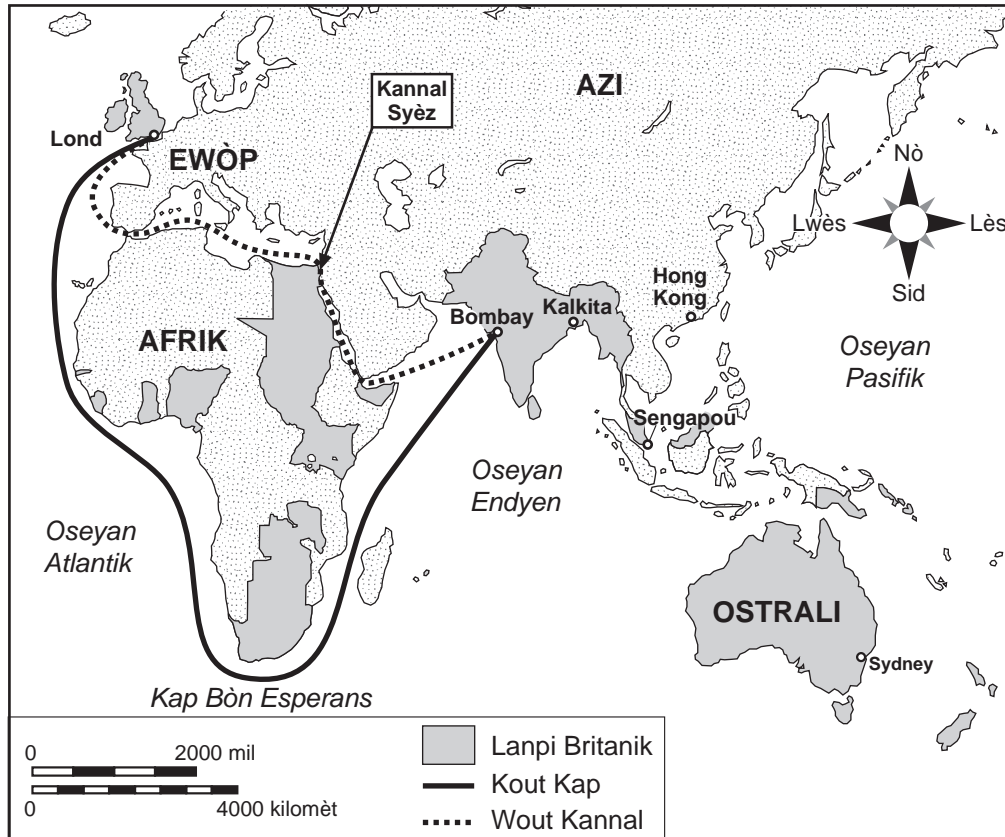 Kannal
Syèz
AZI
Lond
EWÒP
Nò
Lwès
Lès
Sid
Hong
Kong
Kalkita
Bombay
AFRIK
Oseyan
Pasifik
Sengapou
Oseyan
Endyen
Oseyan
Atlantik
OSTRALI
Sydney
Kap Bòn Esperans
0 2000 mil
0 4000 kilomèt
Lanpi Britanik
Kout Kap
Wout Kannal